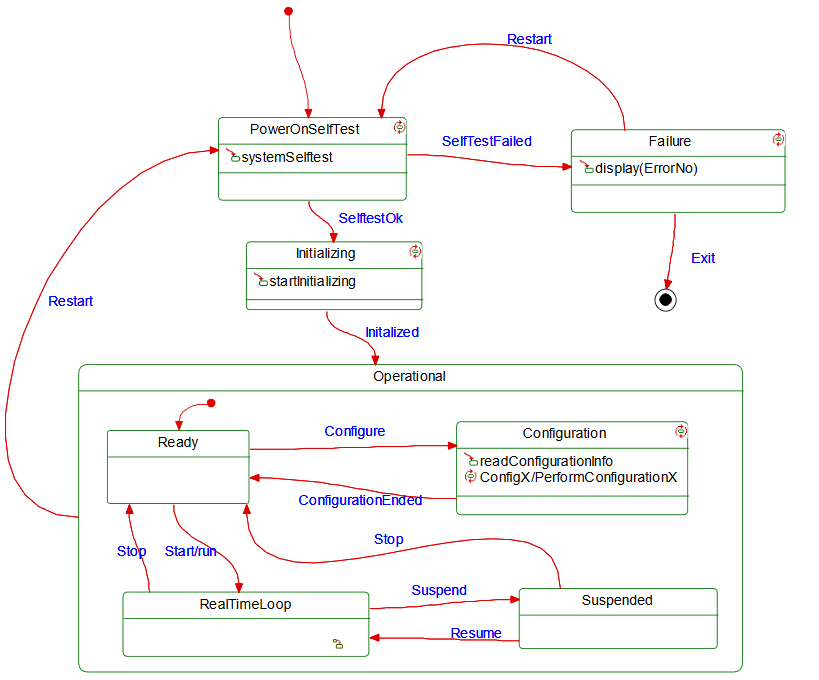 Restart
PowerOnSelfTest
systemSelftest
SelfTestFailed
Failure
display(ErrorNo)
SelftestOk
Initializing
startInitializing
Exit
Restart
Initalized
Operational
Ready
Configure
Configuration
readConfigurationInfo
ConfigX/PerformConfigurationX
ConfigurationEnded
Stop
Start/run
Stop
RealTimeLoop
Suspend
Suspended
Resume